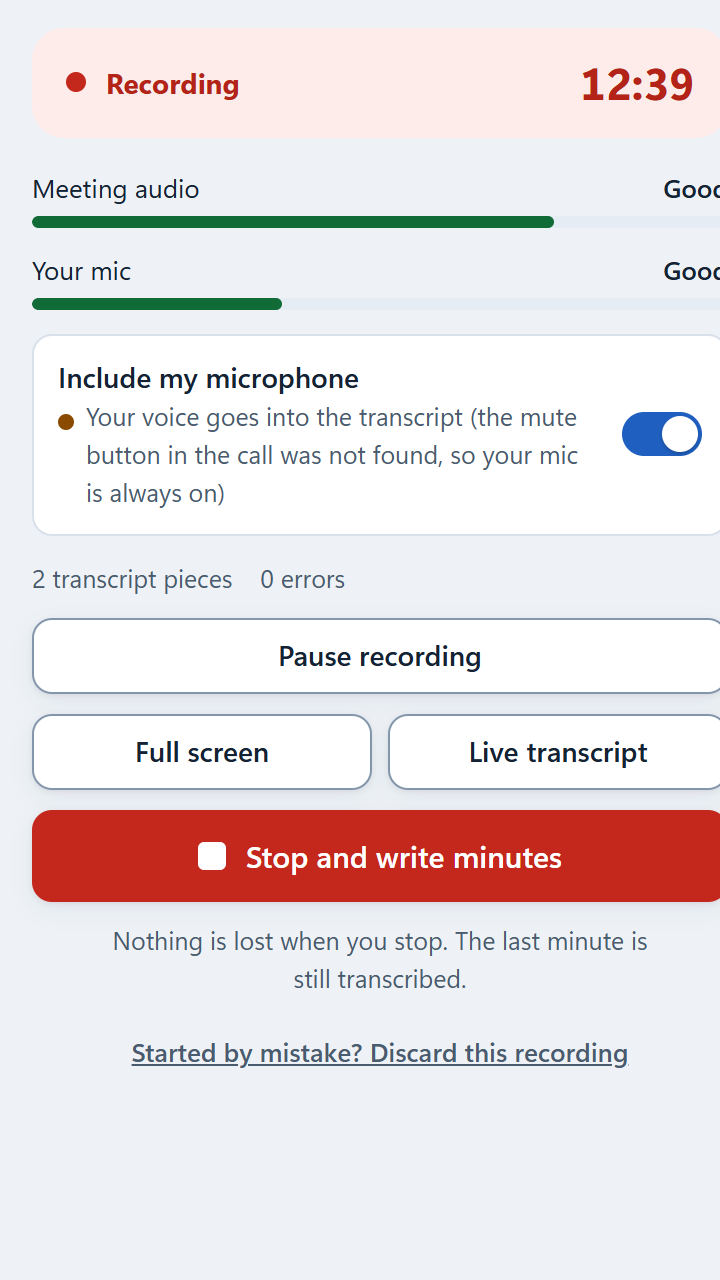 Recording 12:39
Meeting audio Good
Your mic Good
Include my microphone
Your voice goes into the transcript (the mute
button in the call was not found, so your mic
is always on)
2 transcript pieces 0 errors
Pause recording
Full screen Live transcript
Stop and write minutes
Nothing is lost when you stop. The last minute is
still transcribed.
Started by mistake? Discard this recording